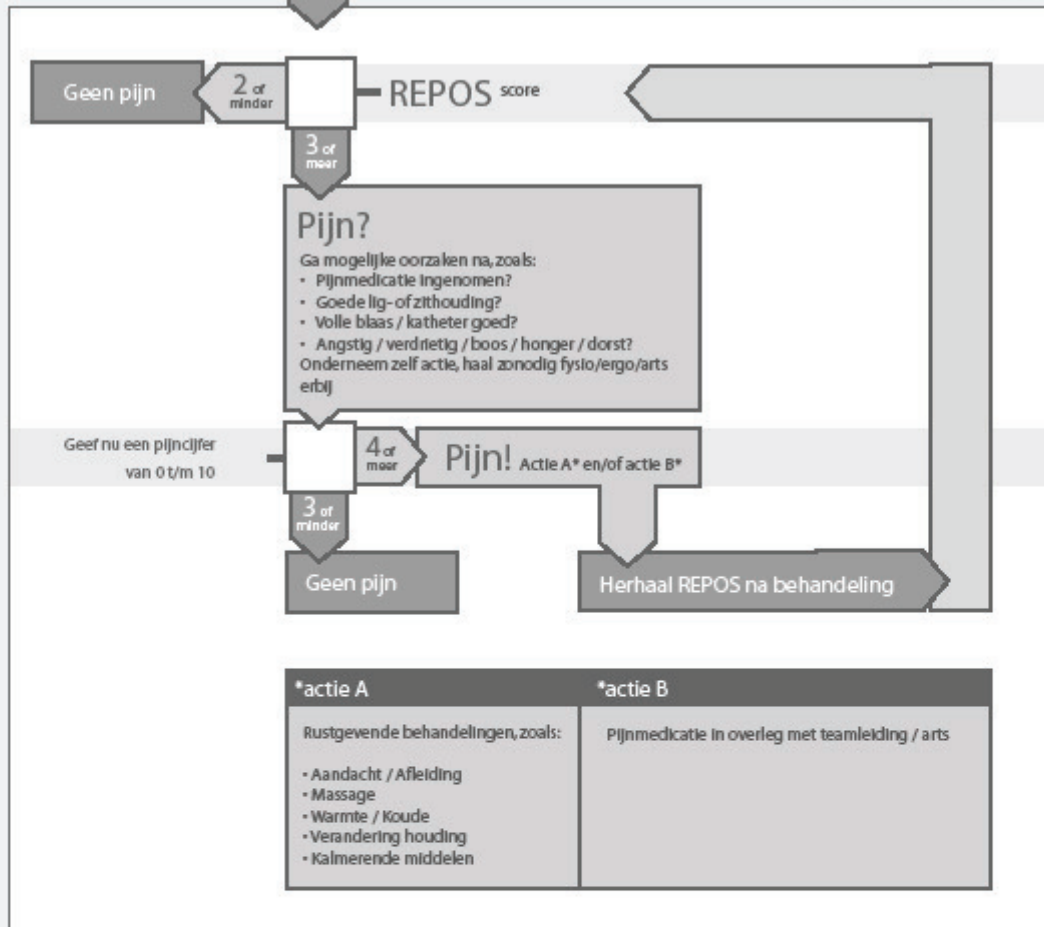 Geen pijn
2 of
minder
REPOS score
3 of
meer
Pijn?
Ga mogelijke oorzaken na, zoals:
• Pijnmedicatie ingenomen?
• Goede lig- of zithouding?
• Volle blaas / katheter goed?
• Angstig / verdrietig / boos / honger / dorst?
Onderneem zelf actie, haal zonodig fysio/ergo/arts
erbij
Geef nu een pijncijfer
van 0 t/m 10
4 of
meer
Pijn! Actie A* en/of actie B*
3 of
minder
Geen pijn
Herhaal REPOS na behandeling
*actie A
Rustgevende behandelingen, zoals:
• Aandacht / Afleiding
• Massage
• Warmte / Koude
• Verandering houding
• Kalmerende middelen
*actie B
Pijnmedicatie in overleg met teamleiding / arts